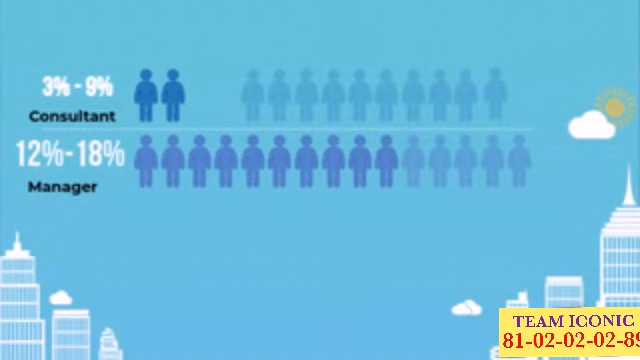 3% - 9%
Consultant
12%-18%
Manager
TEAM ICONIC
81-02-02-02-89